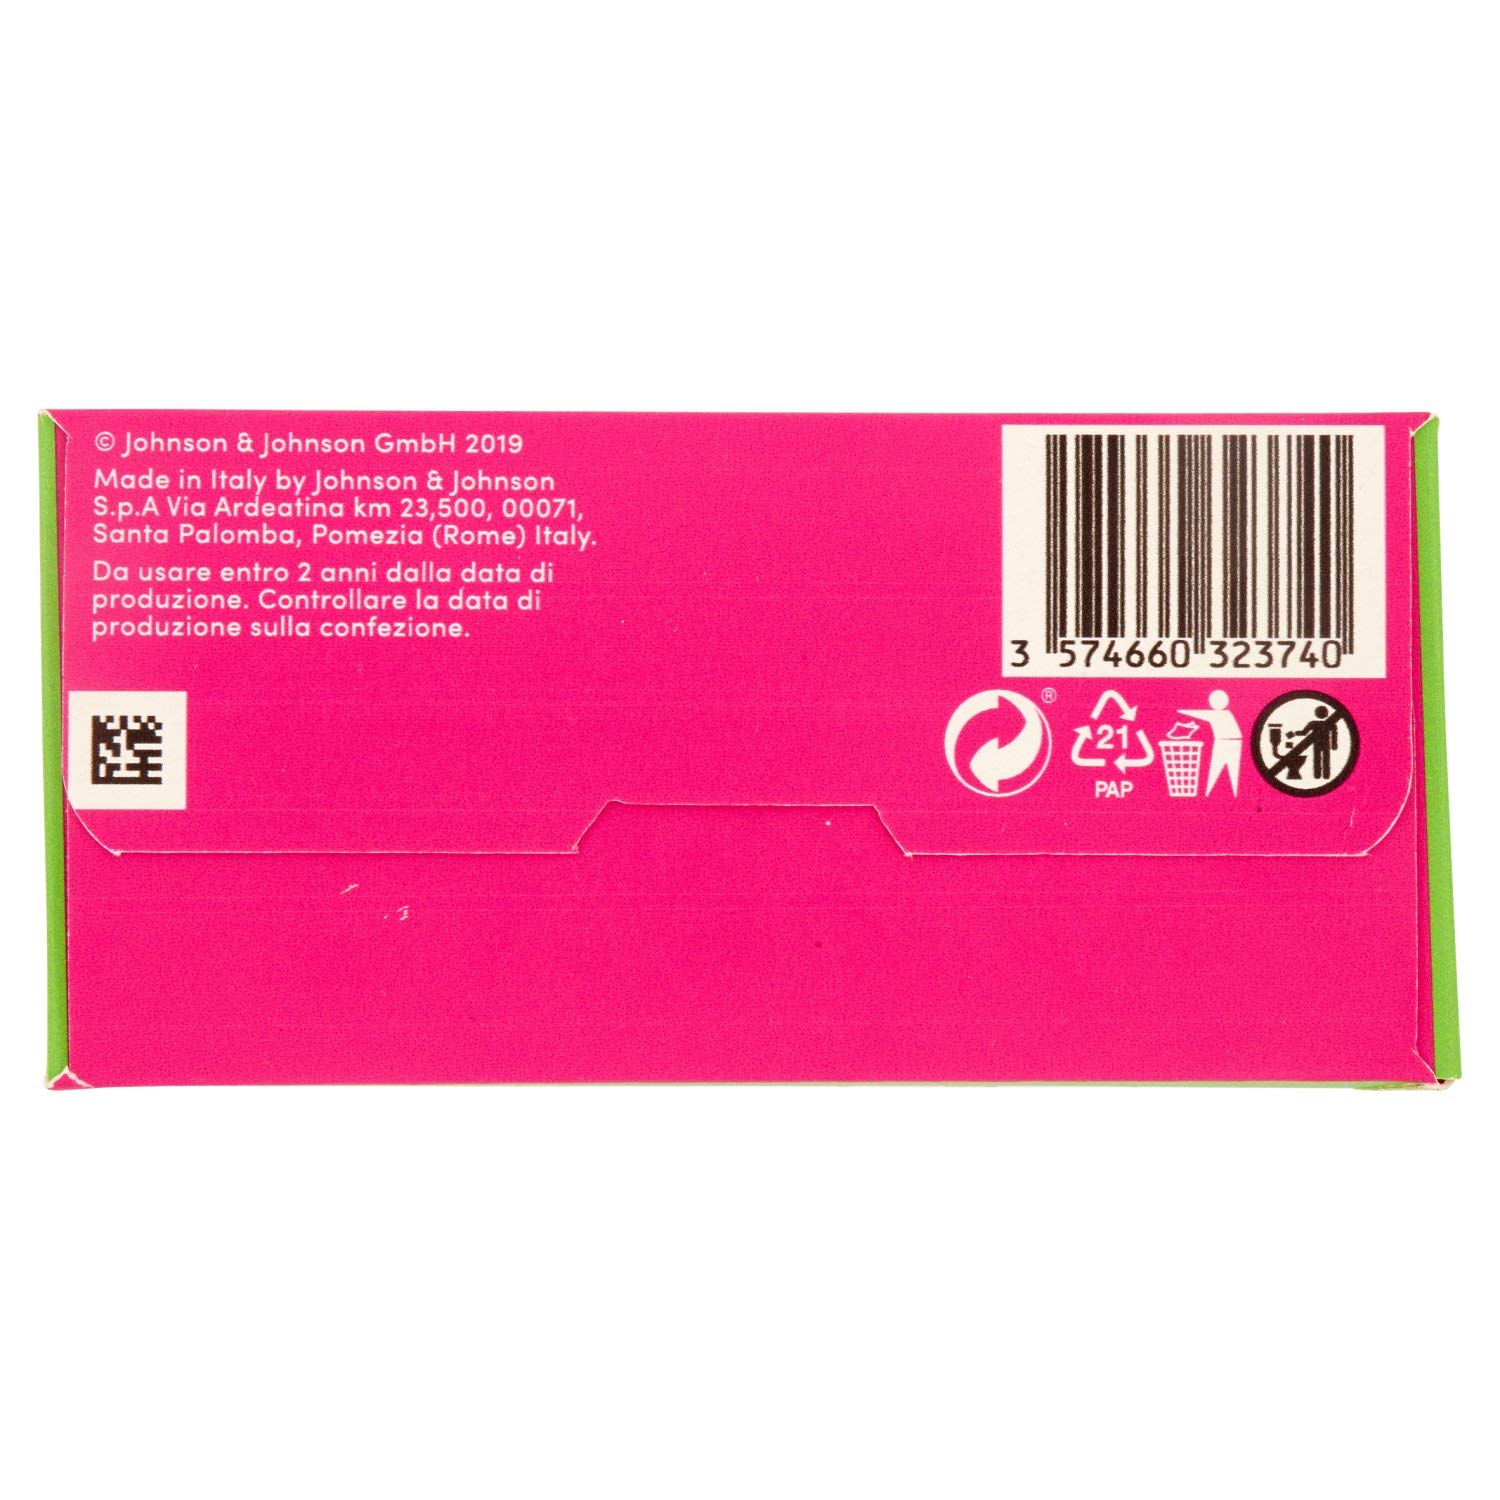 © Johnson & Johnson GmbH 2019
Made in Italy by Johnson & Johnson
S.p.A Via Ardeatina km 23,500, 00071,
Santa Palomba, Pomezia (Rome) Italy.
Da usare entro 2 anni dalla data di
produzione. Controllare la data di
produzione sulla confezione.
3 574660 323740
®
21
PAP